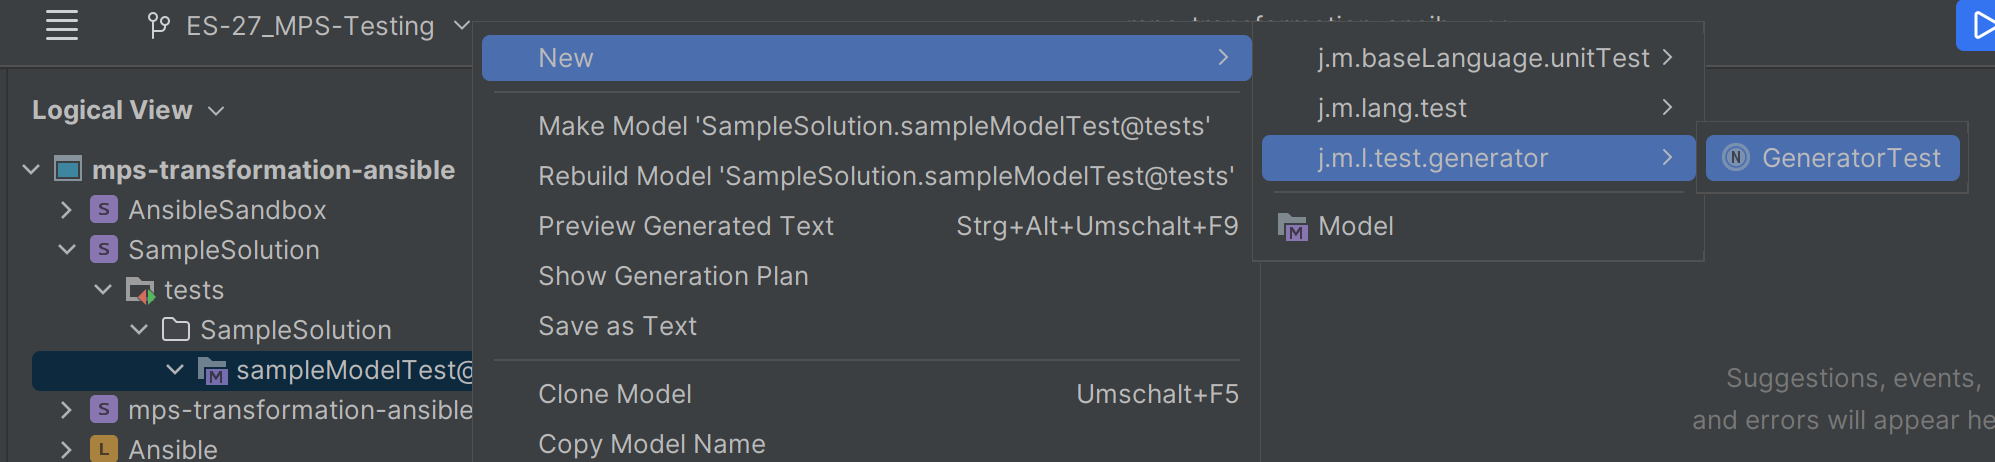 ES-27_MPS-Testing
Logical View
mps-transformation-ansible
S AnsibleSandbox
S SampleSolution
tests
SampleSolution
M sampleModelTest@
S mps-transformation-ansible
L Ansible
New
Make Model 'SampleSolution.sampleModelTest@tests'
Rebuild Model 'SampleSolution.sampleModelTest@tests'
Preview Generated Text Strg+Alt+Umschalt+F9
Show Generation Plan
Save as Text
Clone Model Umschalt+F5
Copy Model Name
j.m.baseLanguage.unitTest
j.m.lang.test
j.m.l.test.generator
M Model
N GeneratorTest
Suggestions, events,
and errors will appear he